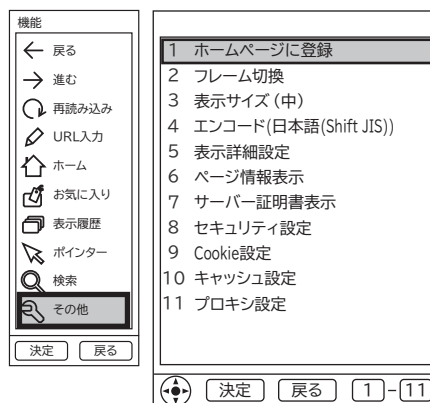 機能
戻る
進む
再読み込み
URL入力
ホーム
お気に入り
表示履歴
ポインター
検索
その他
決定 戻る
1 ホームページに登録
2 フレーム切換
3 表示サイズ(中)
4 エンコード(日本語(Shift JIS))
5 表示詳細設定
6 ページ情報表示
7 サーバー証明書表示
8 セキュリティ設定
9 Cookie設定
10 キャッシュ設定
11 プロキシ設定
決定 戻る 1-11